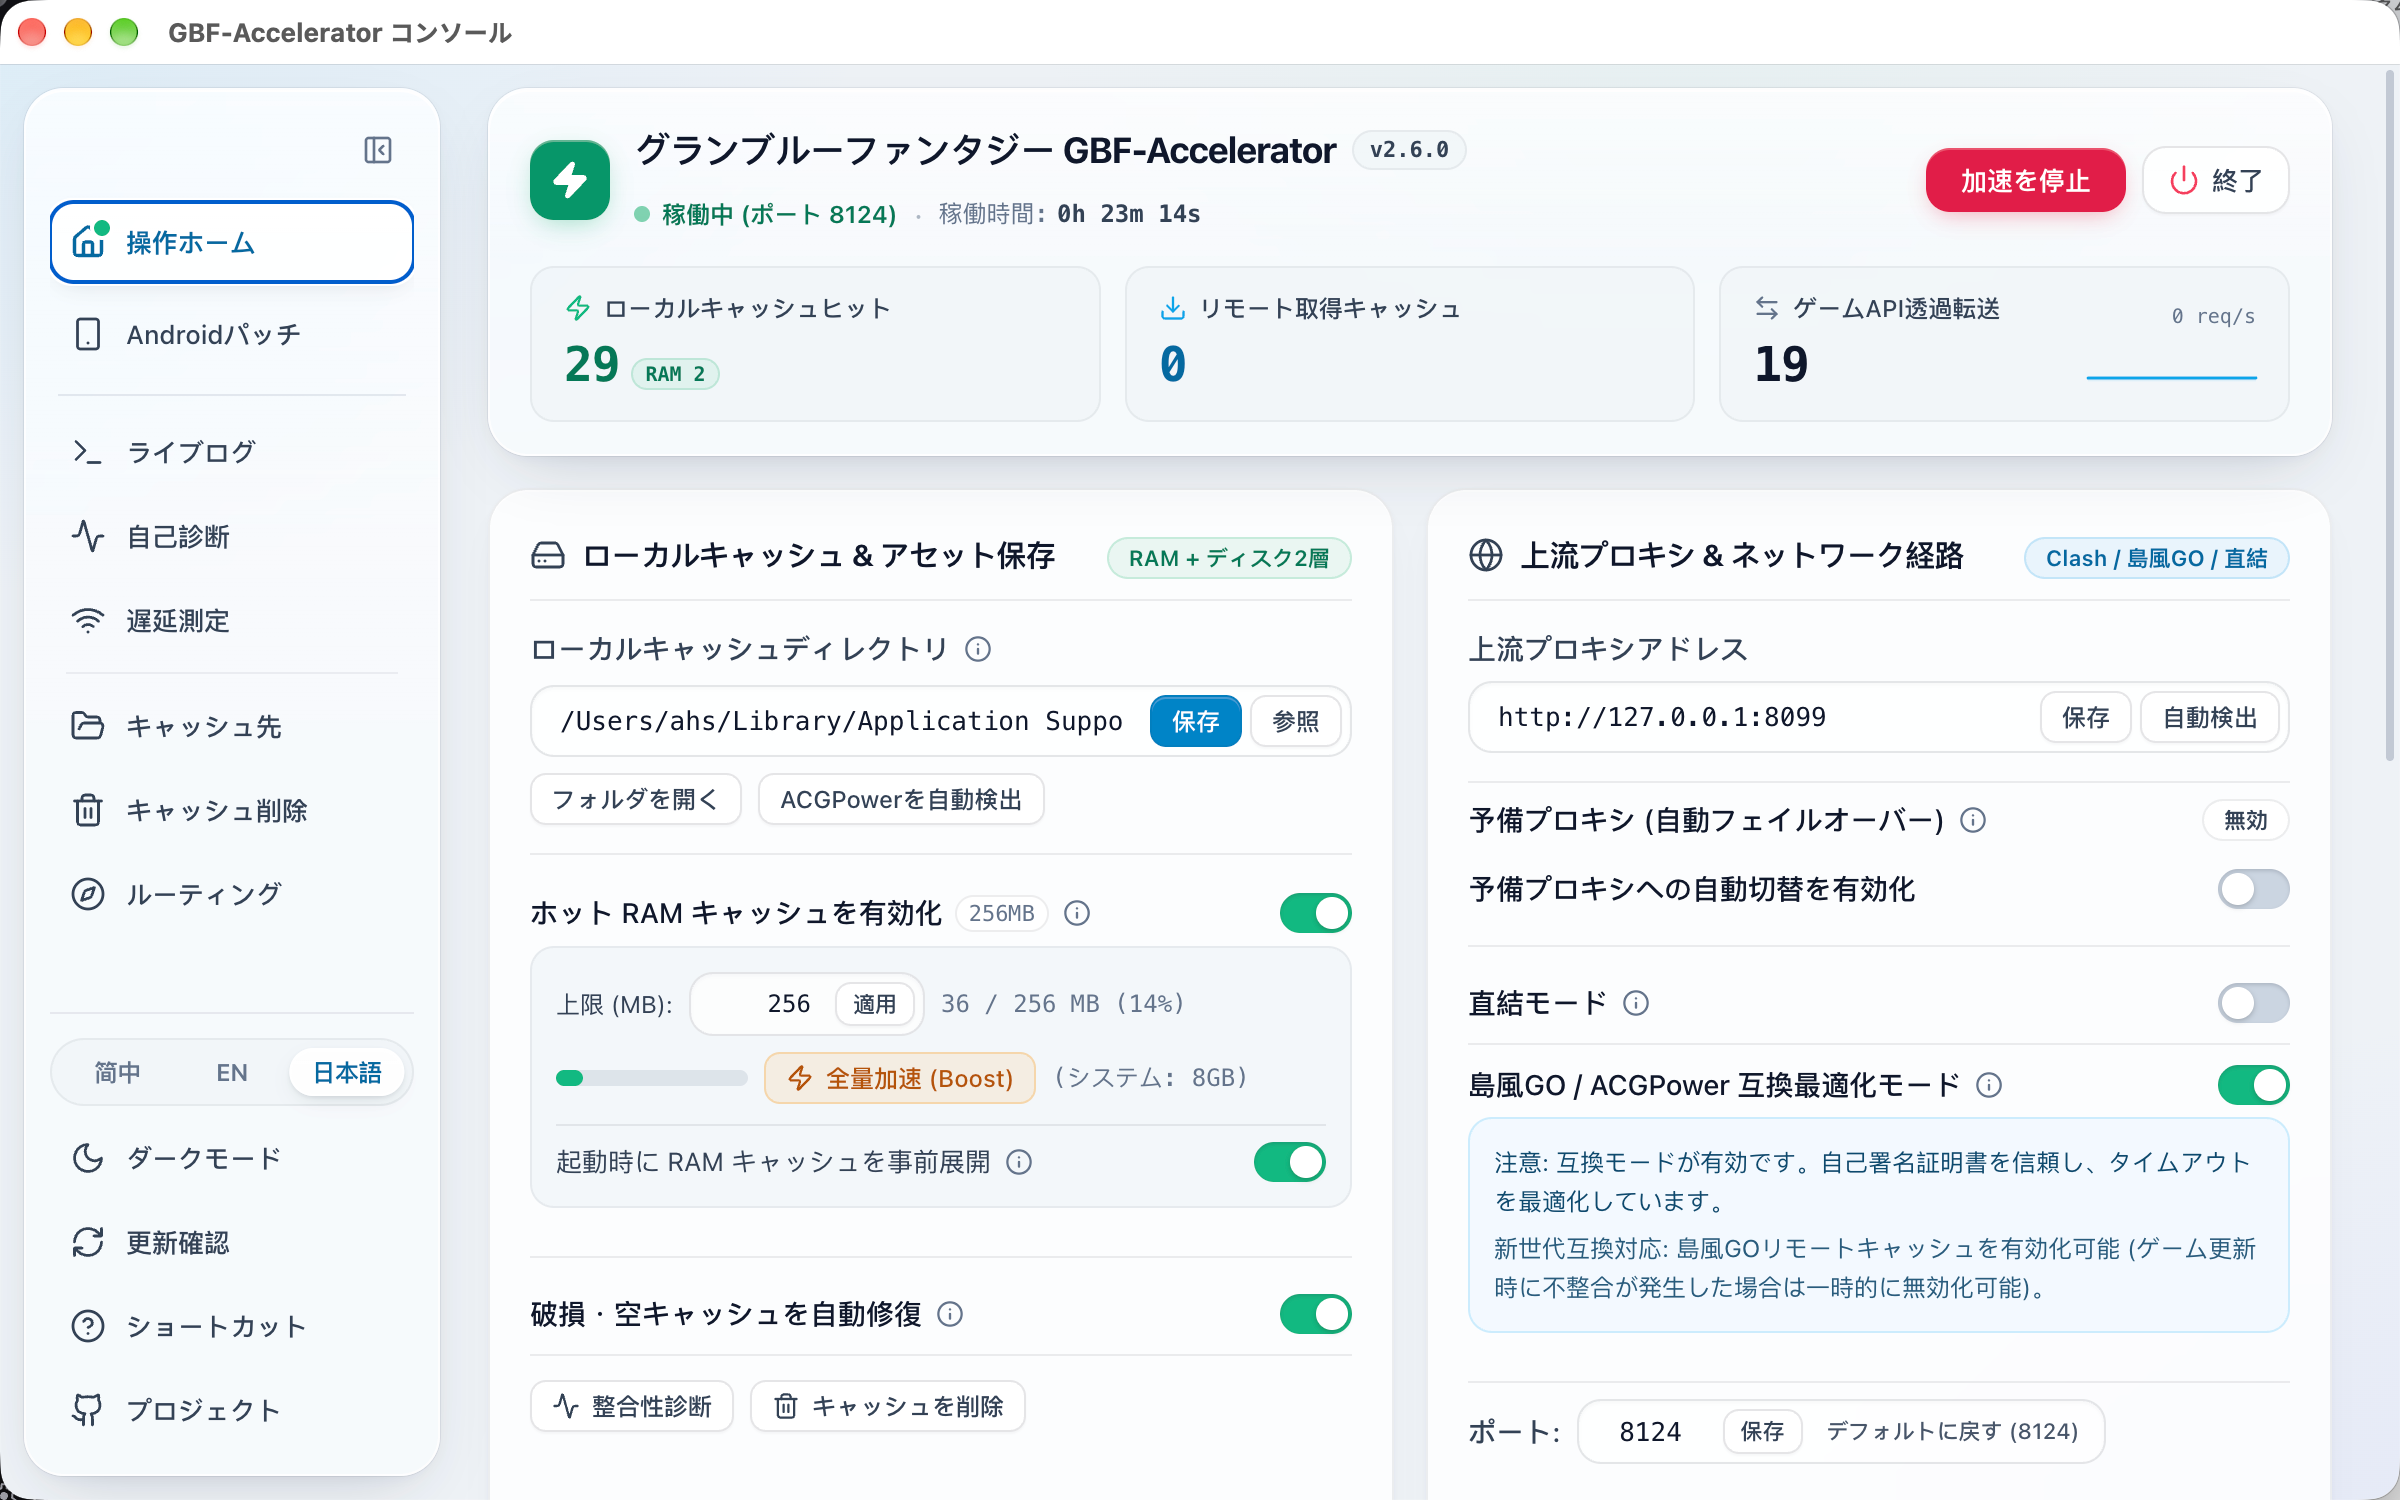 GBF-Accelerator コンソール
操作ホーム
Androidパッチ
ライブログ
自己診断
遅延測定
キャッシュ先
キャッシュ削除
ルーティング
简中 EN 日本語
ダークモード
更新確認
ショートカット
プロジェクト
グランブルーファンタジー GBF-Accelerator v2.6.0
稼働中 (ポート 8124) · 稼働時間: 0h 23m 14s
加速を停止
終了
ローカルキャッシュヒット
29 RAM 2
リモート取得キャッシュ
0
ゲームAPI透過転送
0 req/s
19
ローカルキャッシュ & アセット保存 RAM + ディスク2層
ローカルキャッシュディレクトリ
/Users/ahs/Library/Application Suppo 保存 参照
フォルダを開く ACGPowerを自動検出
ホット RAM キャッシュを有効化 256MB
上限 (MB): 256 適用 36 / 256 MB (14%)
全量加速 (Boost) (システム: 8GB)
起動時に RAM キャッシュを事前展開
破損・空キャッシュを自動修復
整合性診断 キャッシュを削除
上流プロキシ & ネットワーク経路 Clash / 島風GO / 直結
上流プロキシアドレス
http://127.0.0.1:8099 保存 自動検出
予備プロキシ (自動フェイルオーバー) 無効
予備プロキシへの自動切替を有効化
直結モード
島風GO / ACGPower 互換最適化モード
注意: 互換モードが有効です。自己署名証明書を信頼し、タイムアウト
を最適化しています。
新世代互換対応: 島風GOリモートキャッシュを有効化可能 (ゲーム更新
時に不整合が発生した場合は一時的に無効化可能)。
ポート: 8124 保存 デフォルトに戻す (8124)